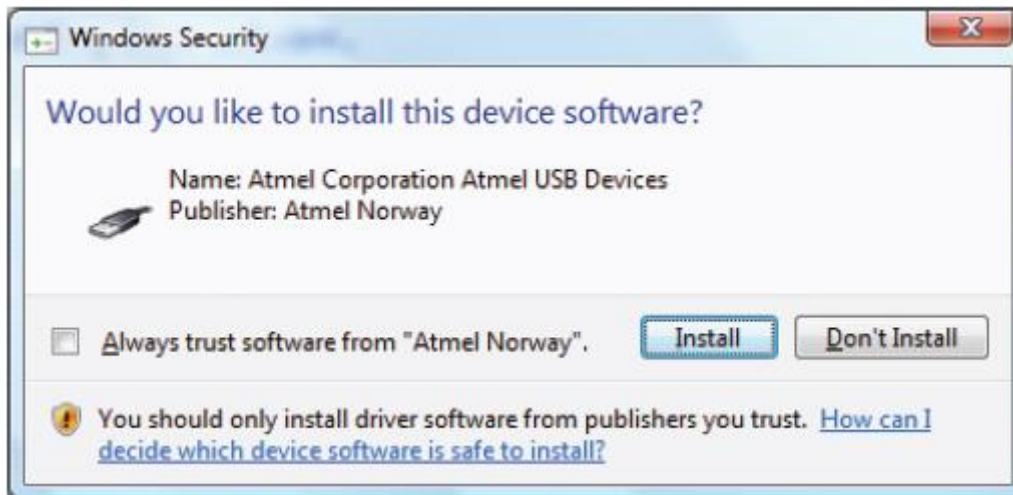 Windows Security
Would you like to install this device software?
Name: Atmel Corporation Atmel USB Devices
Publisher: Atmel Norway
Always trust software from "Atmel Norway".
Install
Don't Install
You should only install driver software from publishers you trust. How can I
decide which device software is safe to install?